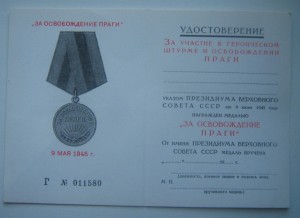 "ЗА ОСВОБОЖДЕНИЕ ПРАГИ"
9 МАЯ 1945 г.
Г № 011580
УДОСТОВЕРЕНИЕ
ЗА УЧАСТИЕ В ГЕРОИЧЕСКОМ
ШТУРМЕ И ОСВОБОЖДЕНИИ
ПРАГИ
УКАЗОМ ПРЕЗИДИУМА ВЕРХОВНОГО
СОВЕТА СССР от 9 июня 1945 года
НАГРАЖДЕН МЕДАЛЬЮ
"ЗА ОСВОБОЖДЕНИЕ
ПРАГИ"
От имени ПРЕЗИДИУМА ВЕРХОВНОГО
СОВЕТА СССР МЕДАЛЬ ВРУЧЕНА
М. П.